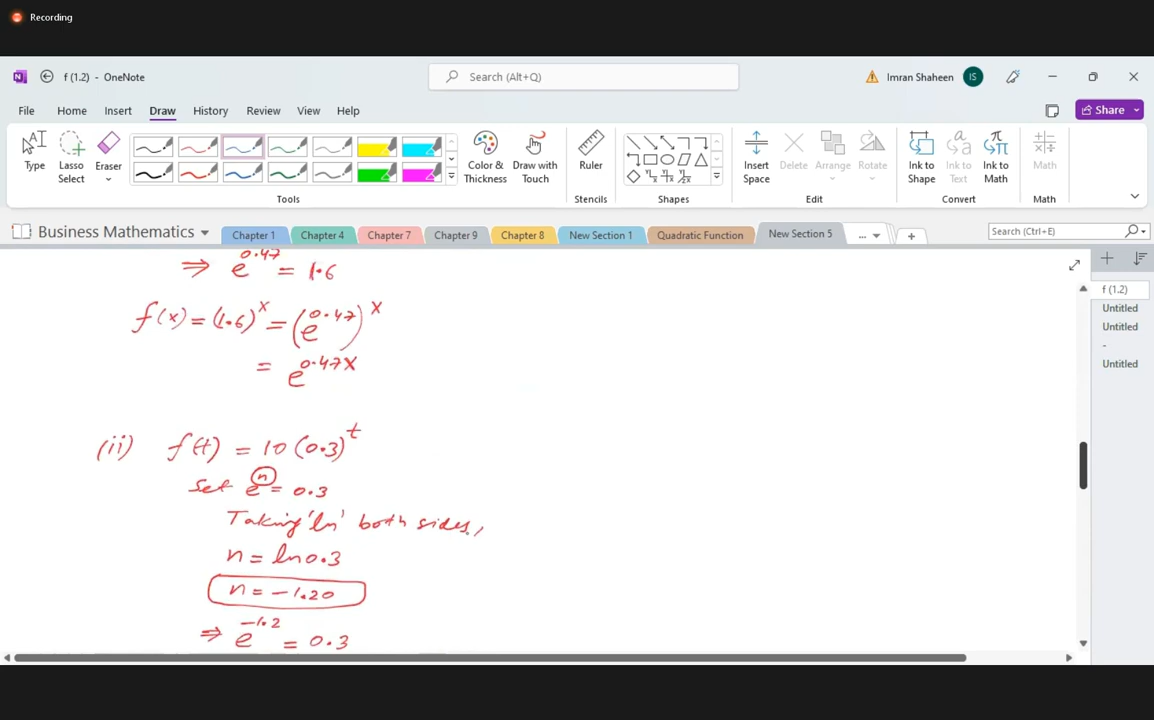 Recording
f (1.2) - OneNote
Search (Alt+Q)
Imran Shaheen IS
File Home Insert Draw History Review View Help
Share
Type Lasso Select Eraser
Color & Thickness Draw with Touch
Ruler
Insert Space Delete Arrange Rotate
Ink to Shape Ink to Text Ink to Math
Math
Tools Stencils Shapes Edit Convert Math
Business Mathematics Chapter 1 Chapter 4 Chapter 7 Chapter 9 Chapter 8 New Section 1 Quadratic Function New Section 5 ... + Search (Ctrl+E)
f (1.2)
Untitled
Untitled
-
Untitled
⇒ e^0.47 = 1.6
f(x) = (1.6)^x = (e^0.47)^x
= e^0.47x
(ii) f(t) = 10 (0.3)^t
Set e^n = 0.3
Taking 'ln' both sides,
n = ln 0.3
n = -1.20
⇒ e^-1.2 = 0.3